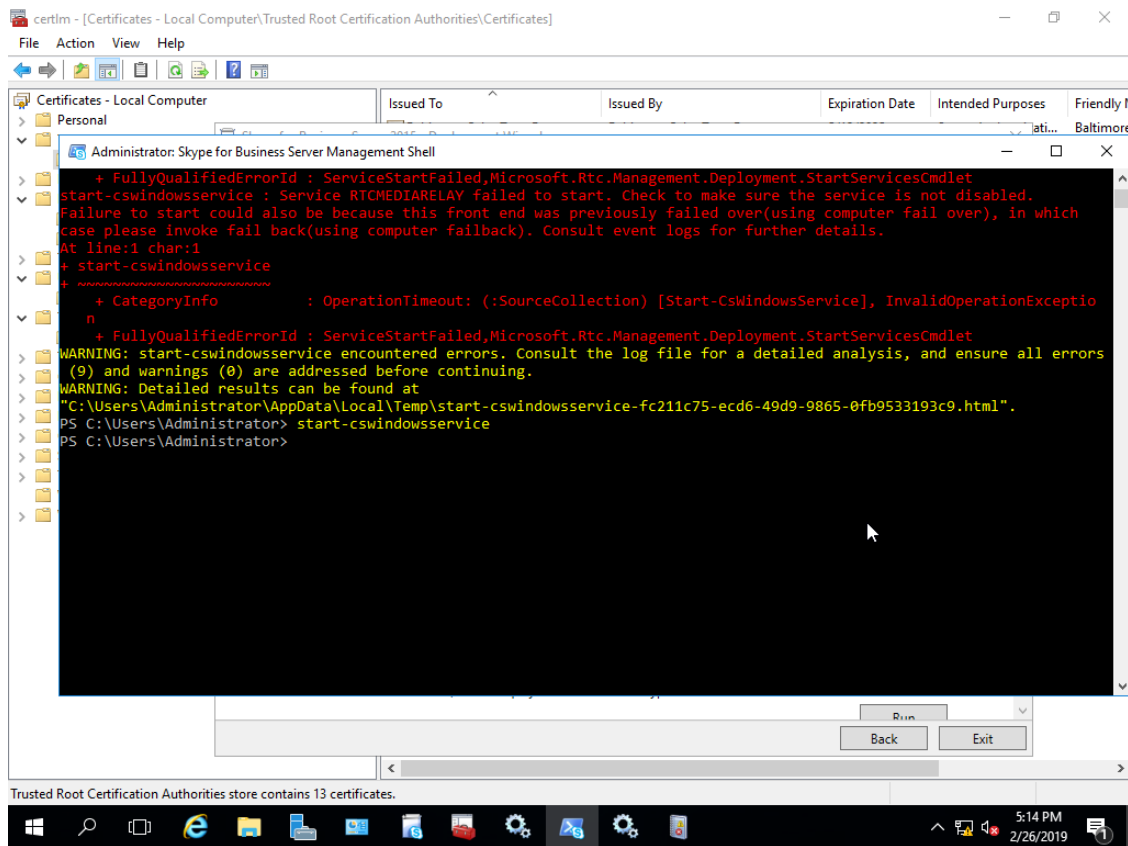 certlm - [Certificates - Local Computer\Trusted Root Certification Authorities\Certificates]
File Action View Help
Certificates - Local Computer
Personal
Issued To
Issued By
Expiration Date
Intended Purposes
Friendly
Baltimore
Administrator: Skype for Business Server Management Shell
+ FullyQualifiedErrorId : ServiceStartFailed,Microsoft.Rtc.Management.Deployment.StartServicesCmdlet
start-cswindowsservice : Service RTCMEDIARELAY failed to start. Check to make sure the service is not disabled.
Failure to start could also be because this front end was previously failed over(using computer fail over), in which
case please invoke fail back(using computer failback). Consult event logs for further details.
At line:1 char:1
+ start-cswindowsservice
+ ~~~~~~~~~~~~~~~~~~~~~~
+ CategoryInfo : OperationTimeout: (:SourceCollection) [Start-CsWindowsService], InvalidOperationExceptio
n
+ FullyQualifiedErrorId : ServiceStartFailed,Microsoft.Rtc.Management.Deployment.StartServicesCmdlet
WARNING: start-cswindowsservice encountered errors. Consult the log file for a detailed analysis, and ensure all errors
(9) and warnings (0) are addressed before continuing.
WARNING: Detailed results can be found at
"C:\Users\Administrator\AppData\Local\Temp\start-cswindowsservice-fc211c75-ecd6-49d9-9865-0fb9533193c9.html".
PS C:\Users\Administrator> start-cswindowsservice
PS C:\Users\Administrator>
Run
Back
Exit
Trusted Root Certification Authorities store contains 13 certificates.
5:14 PM
2/26/2019
1